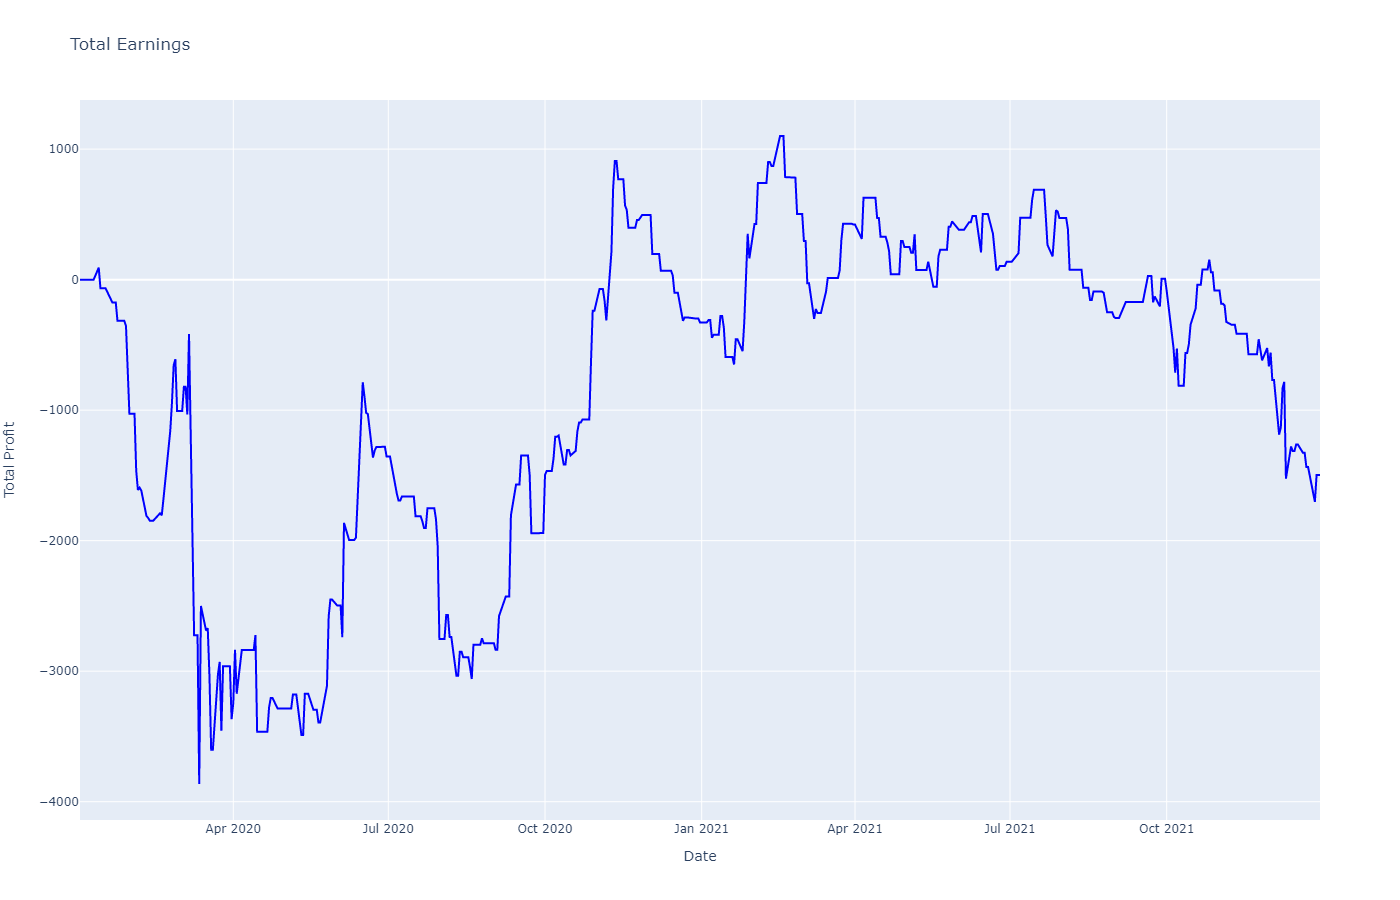 Total Earnings
Total Profit
1000
0
−1000
−2000
−3000
−4000
Apr 2020
Jul 2020
Oct 2020
Jan 2021
Apr 2021
Jul 2021
Oct 2021
Date